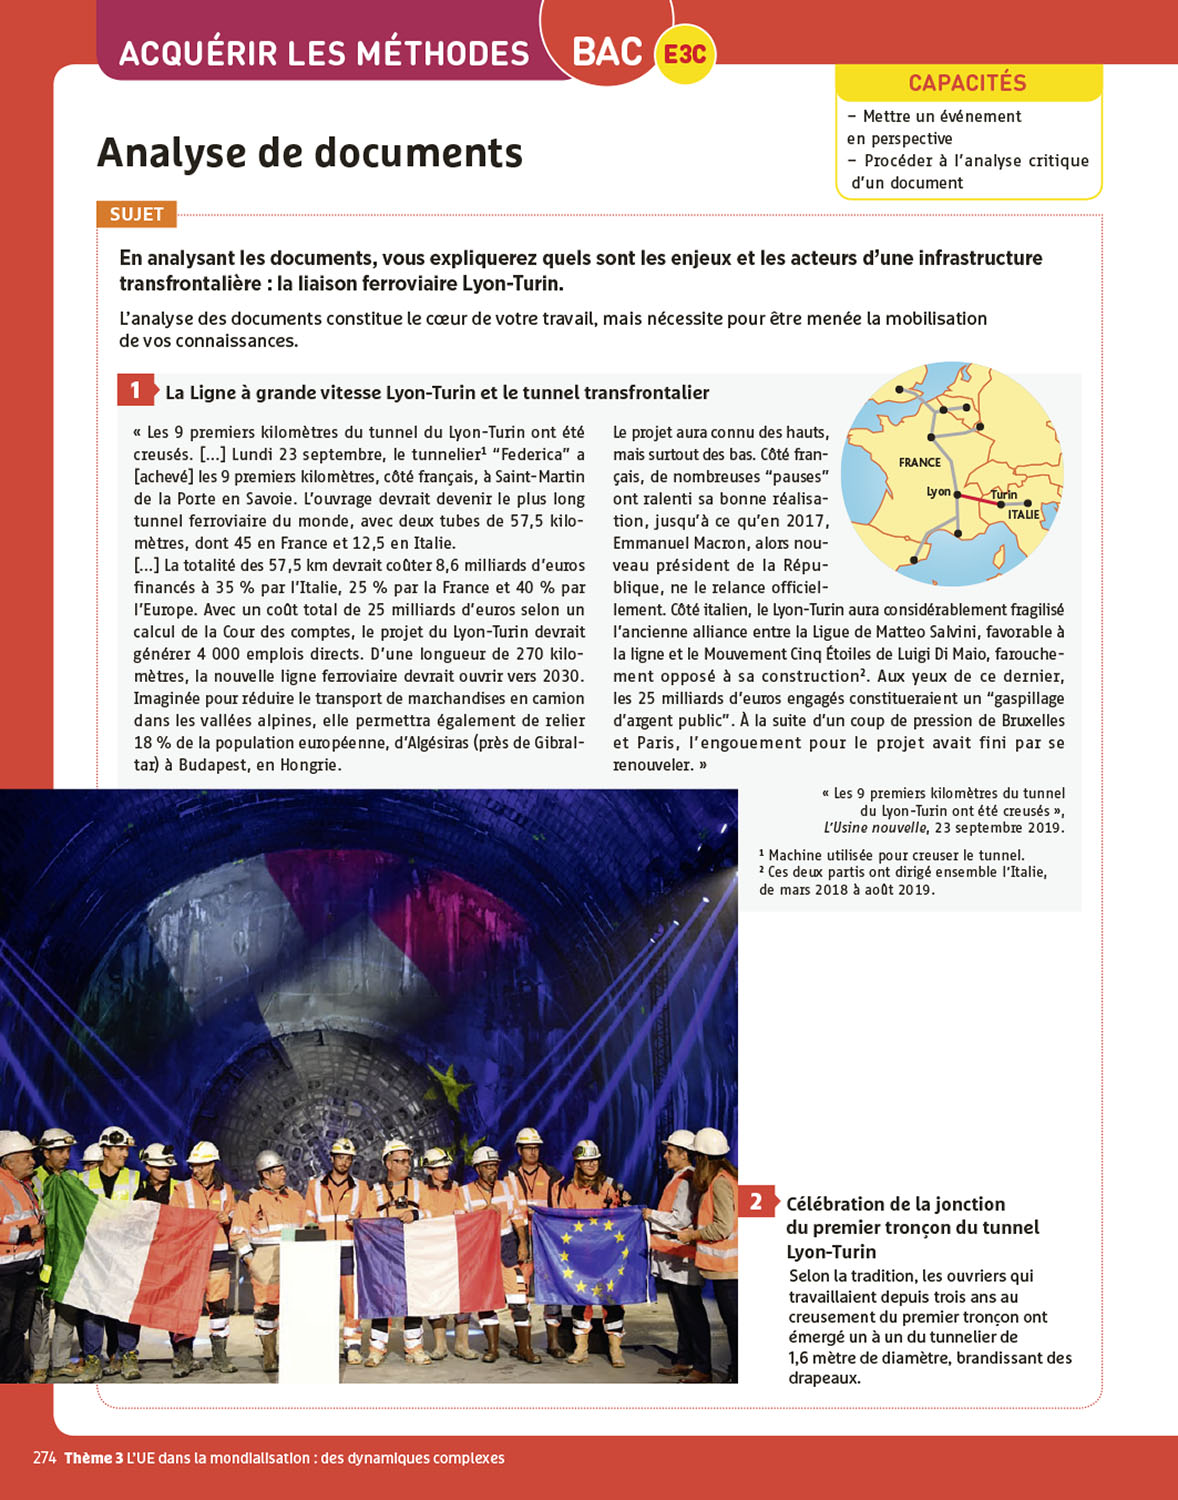 ACQUÉRIR LES MÉTHODES
BAC
E3C
CAPACITÉS
– Mettre un événement
en perspective
– Procéder à l'analyse critique
d'un document
Analyse de documents
SUJET
En analysant les documents, vous expliquerez quels sont les enjeux et les acteurs d'une infrastructure
transfrontalière : la liaison ferroviaire Lyon-Turin.
L'analyse des documents constitue le cœur de votre travail, mais nécessite pour être menée la mobilisation
de vos connaissances.
1 La Ligne à grande vitesse Lyon-Turin et le tunnel transfrontalier
« Les 9 premiers kilomètres du tunnel du Lyon-Turin ont été
creusés. [...] Lundi 23 septembre, le tunnelier¹ “Federica” a
[achevé] les 9 premiers kilomètres, côté français, à Saint-Martin
de la Porte en Savoie. L'ouvrage devrait devenir le plus long
tunnel ferroviaire du monde, avec deux tubes de 57,5 kilo-
mètres, dont 45 en France et 12,5 en Italie.
[...] La totalité des 57,5 km devrait coûter 8,6 milliards d'euros
financés à 35 % par l'Italie, 25 % par la France et 40 % par
l'Europe. Avec un coût total de 25 milliards d'euros selon un
calcul de la Cour des comptes, le projet du Lyon-Turin devrait
générer 4 000 emplois directs. D'une longueur de 270 kilo-
mètres, la nouvelle ligne ferroviaire devrait ouvrir vers 2030.
Imaginée pour réduire le transport de marchandises en camion
dans les vallées alpines, elle permettra également de relier
18 % de la population européenne, d'Algésiras (près de Gibral-
tar) à Budapest, en Hongrie.
Le projet aura connu des hauts,
mais surtout des bas. Côté fran-
çais, de nombreuses “pauses”
ont ralenti sa bonne réalisa-
tion, jusqu'à ce qu'en 2017,
Emmanuel Macron, alors nou-
veau président de la Répu-
blique, ne le relance officiel-
lement. Côté italien, le Lyon-Turin aura considérablement fragilisé
l'ancienne alliance entre la Ligue de Matteo Salvini, favorable à
la ligne et le Mouvement Cinq Étoiles de Luigi Di Maio, farouche-
ment opposé à sa construction². Aux yeux de ce dernier,
les 25 milliards d'euros engagés constitueraient un “gaspillage
d'argent public”. À la suite d'un coup de pression de Bruxelles
et Paris, l'engouement pour le projet avait fini par se
renouveler. »
FRANCE
Lyon
Turin
ITALIE
« Les 9 premiers kilomètres du tunnel
du Lyon-Turin ont été creusés »,
L'Usine nouvelle, 23 septembre 2019.
¹ Machine utilisée pour creuser le tunnel.
² Ces deux partis ont dirigé ensemble l'Italie,
de mars 2018 à août 2019.
2 Célébration de la jonction
du premier tronçon du tunnel
Lyon-Turin
Selon la tradition, les ouvriers qui
travaillaient depuis trois ans au
creusement du premier tronçon ont
émergé un à un du tunnelier de
1,6 mètre de diamètre, brandissant des
drapeaux.
274 Thème 3 L'UE dans la mondialisation : des dynamiques complexes